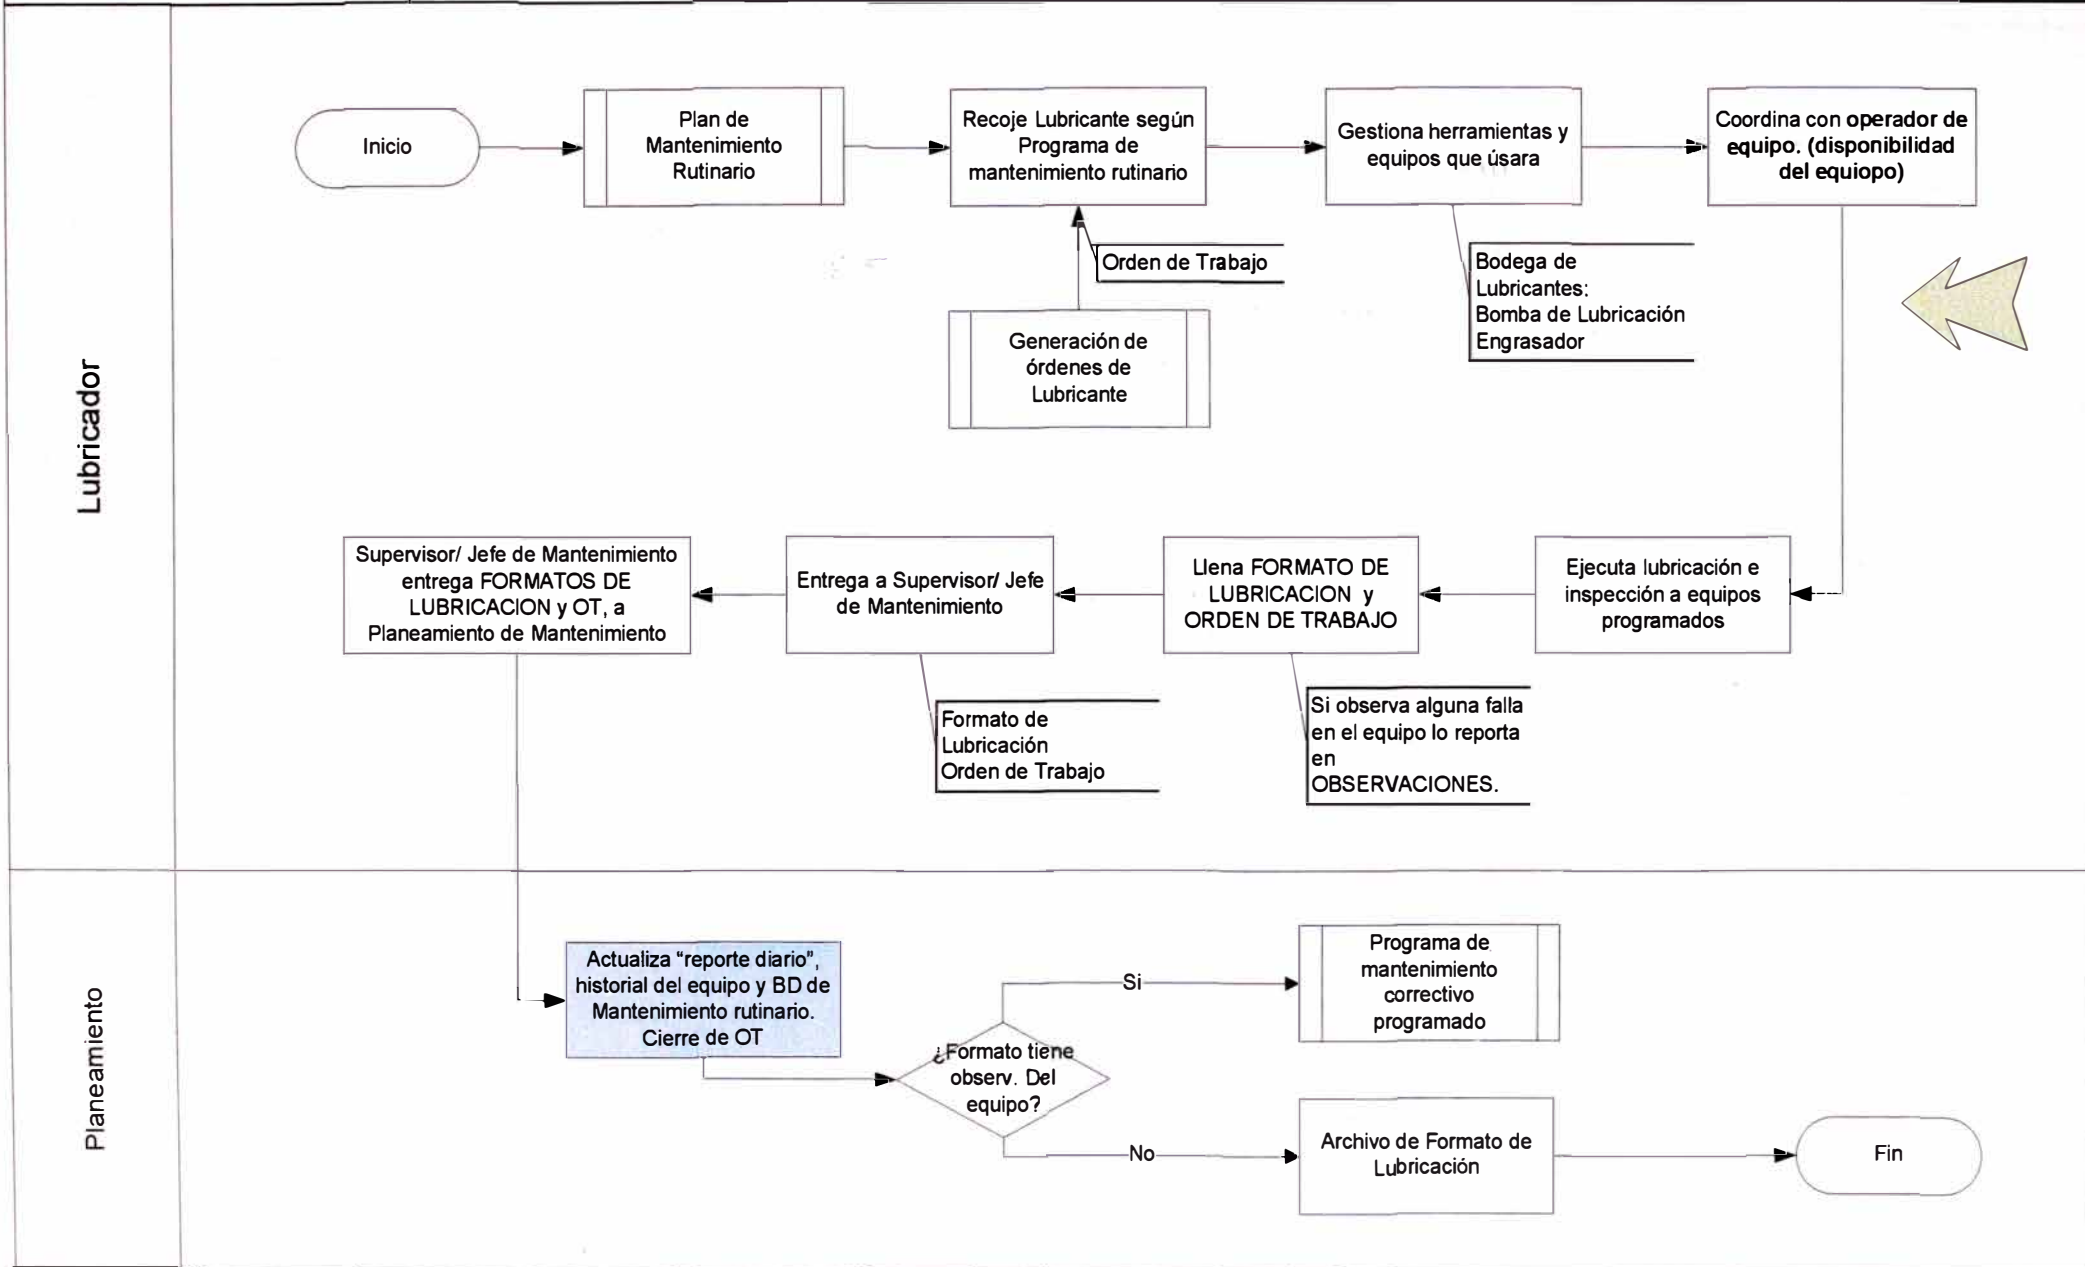 Lubricador
Inicio
Plan de
Mantenimiento
Rutinario
Recoje Lubricante según
Programa de
mantenimiento rutinario
Gestiona herramientas y
equipos que úsara
Coordina con operador de
equipo. (disponibilidad
del equiopo)
Orden de Trabajo
Generación de
órdenes de
Lubricante
Bodega de
Lubricantes:
Bomba de Lubricación
Engrasador
Supervisor/ Jefe de Mantenimiento
entrega FORMATOS DE
LUBRICACION y OT, a
Planeamiento de Mantenimiento
Entrega a Supervisor/ Jefe
de Mantenimiento
Llena FORMATO DE
LUBRICACION y
ORDEN DE TRABAJO
Ejecuta lubricación e
inspección a equipos
programados
Formato de
Lubricación
Orden de Trabajo
Si observa alguna falla
en el equipo lo reporta
en
OBSERVACIONES.
Planeamiento
Actualiza “reporte diario”,
historial del equipo y BD de
Mantenimiento rutinario.
Cierre de OT
¿Formato tiene
observ. Del
equipo?
Si
Programa de
mantenimiento
correctivo
programado
No
Archivo de Formato de
Lubricación
Fin